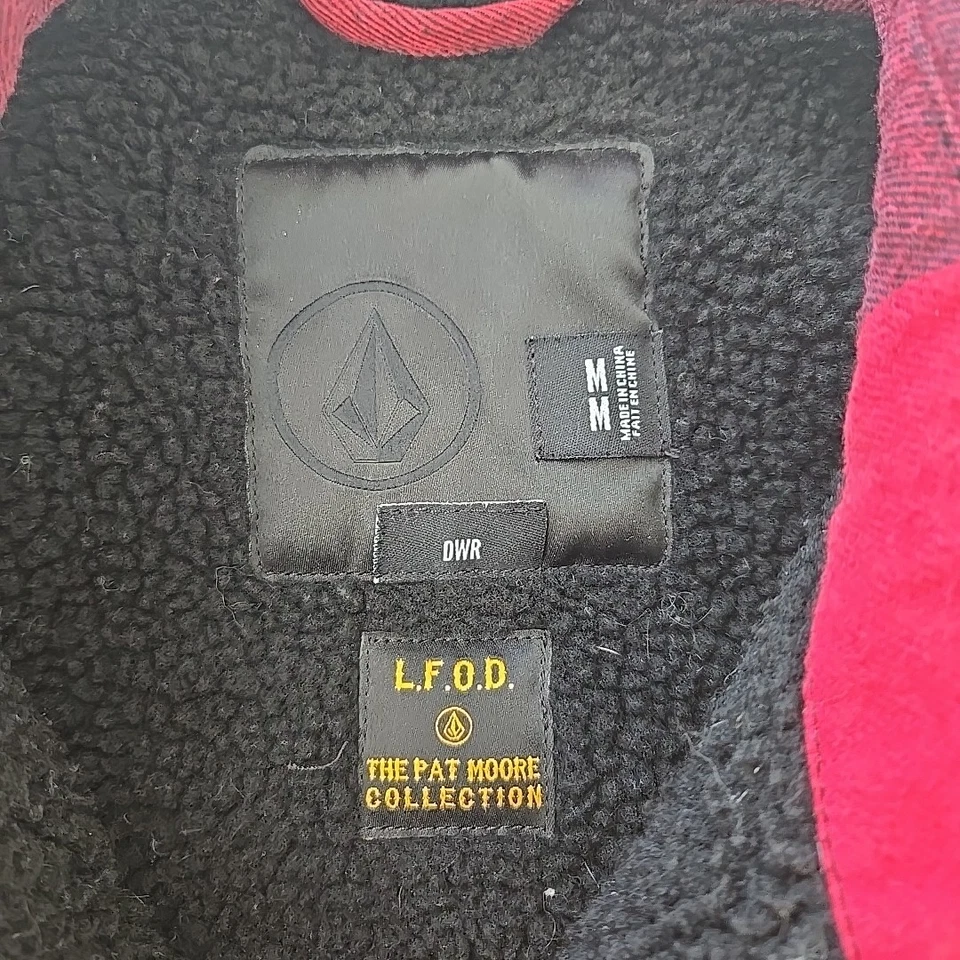 M
M
MADE IN CHINA
FAIT EN CHINE
DWR
L.F.O.D.
THE PAT MOORE
COLLECTION